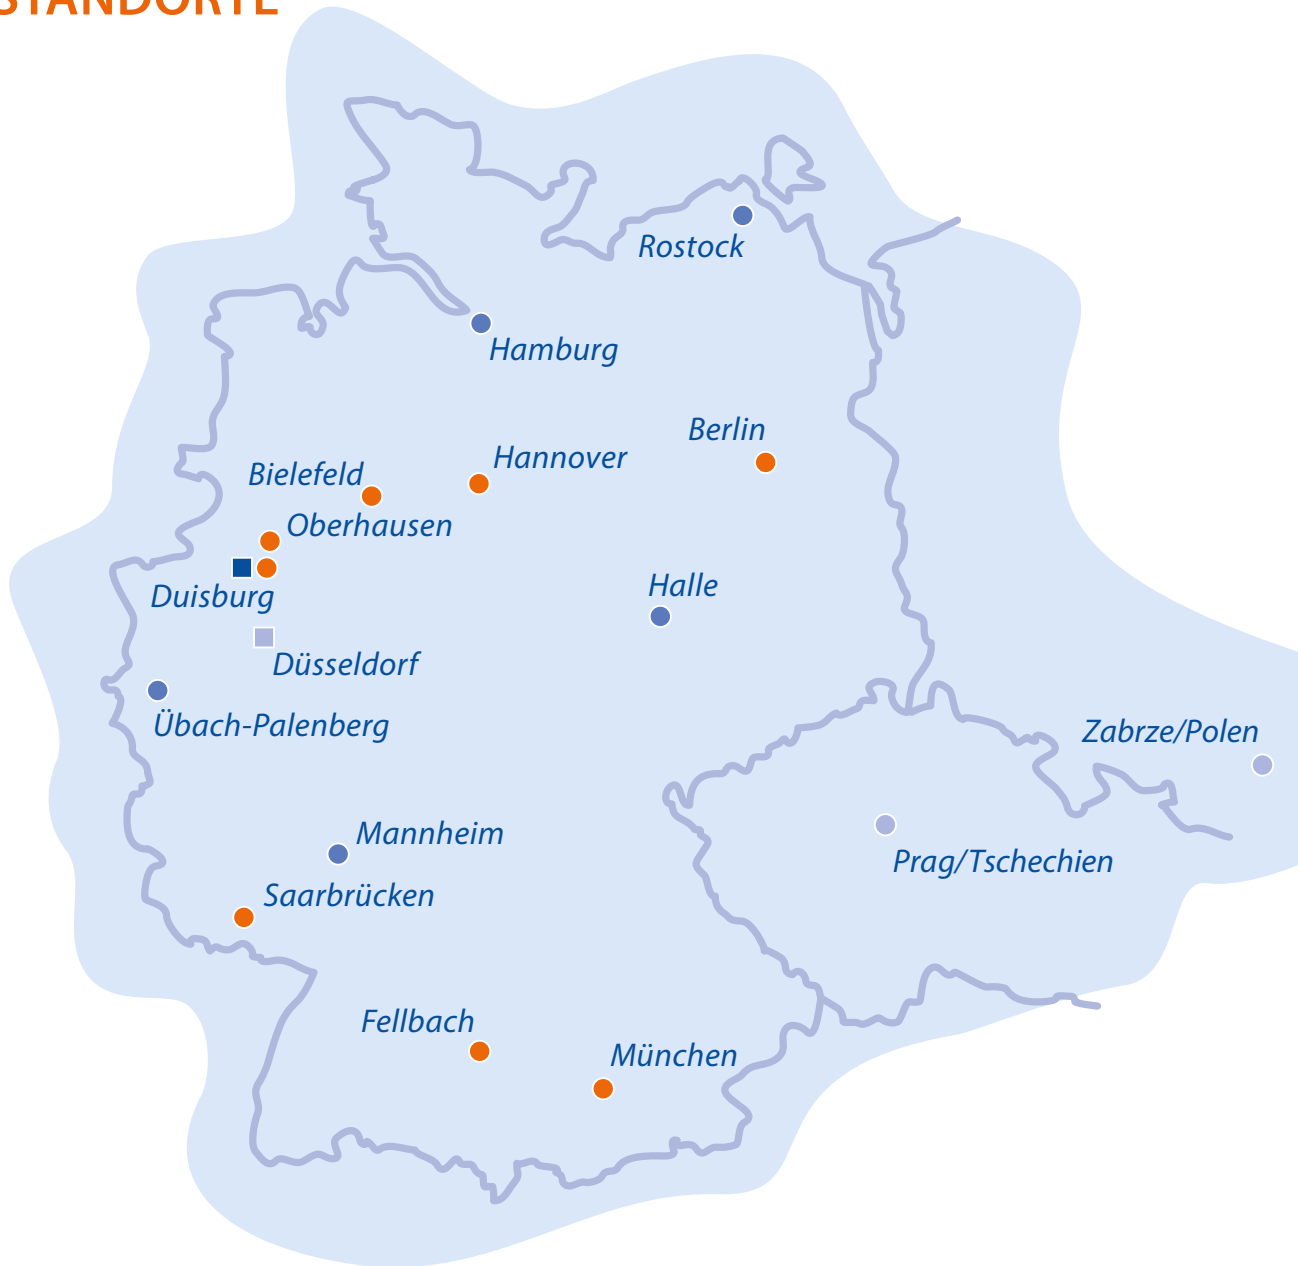 STANDORTE
Rostock
Hamburg
Berlin
Hannover
Bielefeld
Oberhausen
Halle
Duisburg
Düsseldorf
Übach-Palenberg
Zabrze/Polen
Mannheim
Prag/Tschechien
Saarbrücken
Fellbach
München